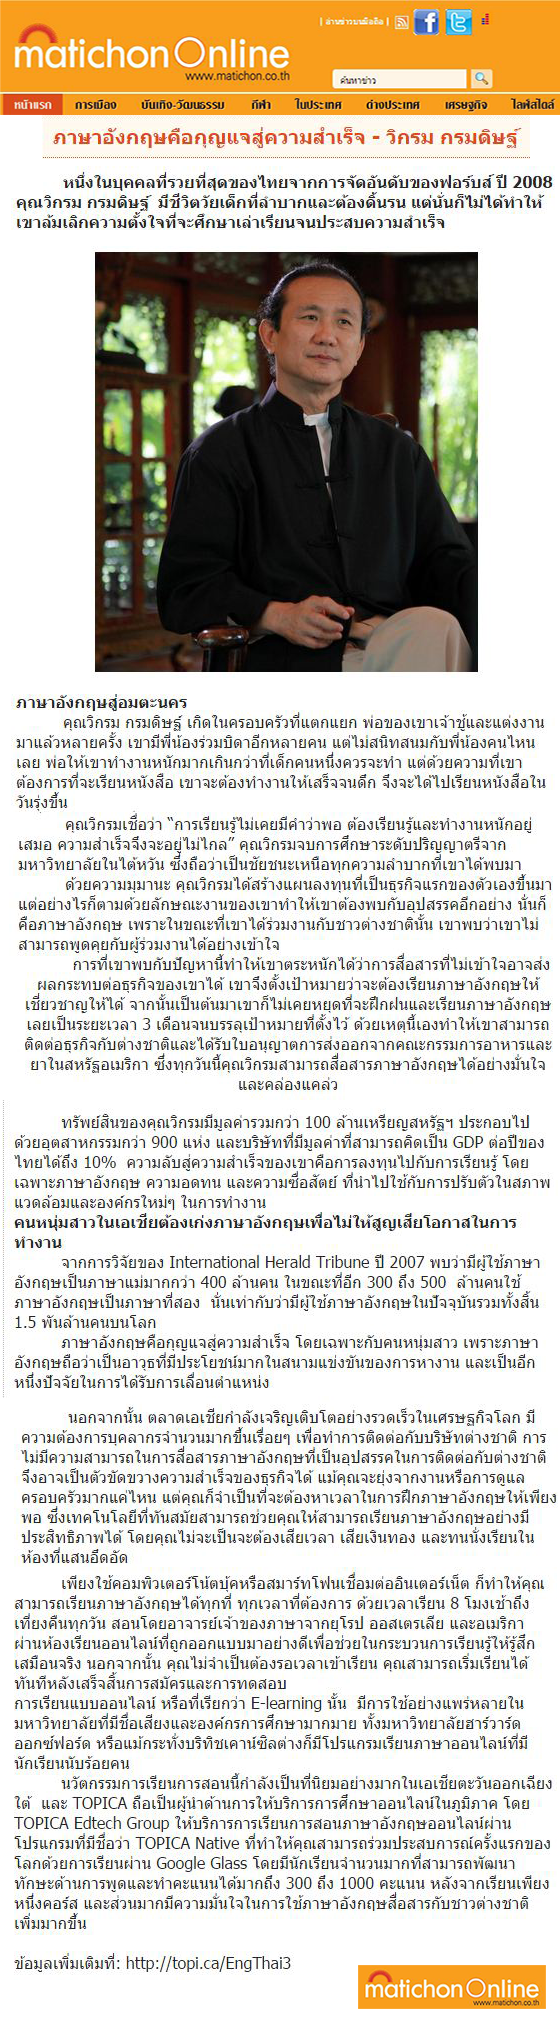 matichon Online
www.matichon.co.th
| อ่านข่าวบนมือถือ |
ค้นหาข่าว
หน้าแรก การเมือง บันเทิง-วัฒนธรรม กีฬา ในประเทศ ต่างประเทศ เศรษฐกิจ ไลฟ์สไตล์
ภาษาอังกฤษคือกุญแจสู่ความสำเร็จ - วิกรม กรมดิษฐ์
หนึ่งในบุคคลที่รวยที่สุดของไทยจากการจัดอันดับของฟอร์บส์ ปี 2008
คุณวิกรม กรมดิษฐ์ มีชีวิตวัยเด็กที่ลำบากและต้องดิ้นรน แต่นั่นก็ไม่ได้ทำให้
เขาล้มเลิกความตั้งใจที่จะศึกษาเล่าเรียนจนประสบความสำเร็จ
ภาษาอังกฤษสู่อมตะนคร
คุณวิกรม กรมดิษฐ์ เกิดในครอบครัวที่แตกแยก พ่อของเขาเจ้าชู้และแต่งงาน
มาแล้วหลายครั้ง เขามีพี่น้องร่วมบิดาอีกหลายคน แต่ไม่สนิทสนมกับพี่น้องคนไหน
เลย พ่อให้เขาทำงานหนักมากเกินกว่าที่เด็กคนหนึ่งควรจะทำ แต่ด้วยความที่เขา
ต้องการที่จะเรียนหนังสือ เขาจะต้องทำงานให้เสร็จจนดึก จึงจะได้ไปเรียนหนังสือใน
วันรุ่งขึ้น
คุณวิกรมเชื่อว่า “การเรียนรู้ไม่เคยมีคำว่าพอ ต้องเรียนรู้และทำงานหนักอยู่
เสมอ ความสำเร็จจึงจะอยู่ไม่ไกล” คุณวิกรมจบการศึกษาระดับปริญญาตรีจาก
มหาวิทยาลัยในไต้หวัน ซึ่งถือว่าเป็นชัยชนะเหนือทุกความลำบากที่เขาได้พบมา
ด้วยความมุมานะ คุณวิกรมได้สร้างแผนลงทุนที่เป็นธุรกิจแรกของตัวเองขึ้นมา
แต่อย่างไรก็ตามด้วยลักษณะงานของเขาทำให้เขาต้องพบกับอุปสรรคอีกอย่าง นั่นก็
คือภาษาอังกฤษ เพราะในขณะที่เขาได้ร่วมงานกับชาวต่างชาตินั้น เขาพบว่าเขาไม่
สามารถพูดคุยกับผู้ร่วมงานได้อย่างเข้าใจ
การที่เขาพบกับปัญหานี้ทำให้เขาตระหนักได้ว่าการสื่อสารที่ไม่เข้าใจอาจส่ง
ผลกระทบต่อธุรกิจของเขาได้ เขาจึงตั้งเป้าหมายว่าจะต้องเรียนภาษาอังกฤษให้
เชี่ยวชาญให้ได้ จากนั้นเป็นต้นมาเขาก็ไม่เคยหยุดที่จะฝึกฝนและเรียนภาษาอังกฤษ
เลยเป็นระยะเวลา 3 เดือนจนบรรลุเป้าหมายที่ตั้งไว้ ด้วยเหตุนี้เองทำให้เขาสามารถ
ติดต่อธุรกิจกับต่างชาติและได้รับใบอนุญาตการส่งออกจากคณะกรรมการอาหารและ
ยาในสหรัฐอเมริกา ซึ่งทุกวันนี้คุณวิกรมสามารถสื่อสารภาษาอังกฤษได้อย่างมั่นใจ
และคล่องแคล่ว
ทรัพย์สินของคุณวิกรมมีมูลค่ารวมกว่า 100 ล้านเหรียญสหรัฐฯ ประกอบไป
ด้วยอุตสาหกรรมกว่า 900 แห่ง และบริษัทที่มีมูลค่าที่สามารถคิดเป็น GDP ต่อปีของ
ไทยได้ถึง 10% ความลับสู่ความสำเร็จของเขาคือการลงทุนไปกับการเรียนรู้ โดย
เฉพาะภาษาอังกฤษ ความอดทน และความซื่อสัตย์ ที่นำไปใช้กับการปรับตัวในสภาพ
แวดล้อมและองค์กรใหม่ๆ ในการทำงาน
คนหนุ่มสาวในเอเชียต้องเก่งภาษาอังกฤษเพื่อไม่ให้สูญเสียโอกาสในการ
ทำงาน
จากการวิจัยของ International Herald Tribune ปี 2007 พบว่ามีผู้ใช้ภาษา
อังกฤษเป็นภาษาแม่มากกว่า 400 ล้านคน ในขณะที่อีก 300 ถึง 500 ล้านคนใช้
ภาษาอังกฤษเป็นภาษาที่สอง นั่นเท่ากับว่ามีผู้ใช้ภาษาอังกฤษในปัจจุบันรวมทั้งสิ้น
1.5 พันล้านคนบนโลก
ภาษาอังกฤษคือกุญแจสู่ความสำเร็จ โดยเฉพาะกับคนหนุ่มสาว เพราะภาษา
อังกฤษถือว่าเป็นอาวุธที่มีประโยชน์มากในสนามแข่งขันของการหางาน และเป็นอีก
หนึ่งปัจจัยในการได้รับการเลื่อนตำแหน่ง
นอกจากนั้น ตลาดเอเชียกำลังเจริญเติบโตอย่างรวดเร็วในเศรษฐกิจโลก มี
ความต้องการบุคลากรจำนวนมากขึ้นเรื่อยๆ เพื่อทำการติดต่อกับบริษัทต่างชาติ การ
ไม่มีความสามารถในการสื่อสารภาษาอังกฤษที่เป็นอุปสรรคในการติดต่อกับต่างชาติ
จึงอาจเป็นตัวขัดขวางความสำเร็จของธุรกิจได้ แม้คุณจะยุ่งจากงานหรือการดูแล
ครอบครัวมากแค่ไหน แต่คุณก็จำเป็นที่จะต้องหาเวลาในการฝึกภาษาอังกฤษให้เพียง
พอ ซึ่งเทคโนโลยีที่ทันสมัยสามารถช่วยคุณให้สามารถเรียนภาษาอังกฤษอย่างมี
ประสิทธิภาพได้ โดยคุณไม่จะเป็นจะต้องเสียเวลา เสียเงินทอง และทนนั่งเรียนใน
ห้องที่แสนอึดอัด
เพียงใช้คอมพิวเตอร์โน้ตบุ้คหรือสมาร์ทโฟนเชื่อมต่ออินเตอร์เน็ต ก็ทำให้คุณ
สามารถเรียนภาษาอังกฤษได้ทุกที่ ทุกเวลาที่ต้องการ ด้วยเวลาเรียน 8 โมงเช้าถึง
เที่ยงคืนทุกวัน สอนโดยอาจารย์เจ้าของภาษาจากยุโรป ออสเตรเลีย และอเมริกา
ผ่านห้องเรียนออนไลน์ที่ถูกออกแบบมาอย่างดีเพื่อช่วยในกระบวนการเรียนรู้ให้รู้สึก
เสมือนจริง นอกจากนั้น คุณไม่จำเป็นต้องรอเวลาเข้าเรียน คุณสามารถเริ่มเรียนได้
ทันทีหลังเสร็จสิ้นการสมัครและการทดสอบ
การเรียนแบบออนไลน์ หรือที่เรียกว่า E-learning นั้น มีการใช้อย่างแพร่หลายใน
มหาวิทยาลัยที่มีชื่อเสียงและองค์กรการศึกษามากมาย ทั้งมหาวิทยาลัยฮาร์วาร์ด
ออกซ์ฟอร์ด หรือแม้กระทั่งบริทิชเคาน์ซิลต่างก็มีโปรแกรมเรียนภาษาออนไลน์ที่มี
นักเรียนนับร้อยคน
นวัตกรรมการเรียนการสอนนี้กำลังเป็นที่นิยมอย่างมากในเอเชียตะวันออกเฉียง
ใต้ และ TOPICA ถือเป็นผู้นำด้านการให้บริการการศึกษาออนไลน์ในภูมิภาค โดย
TOPICA Edtech Group ให้บริการการเรียนการสอนภาษาอังกฤษออนไลน์ผ่าน
โปรแกรมที่มีชื่อว่า TOPICA Native ที่ทำให้คุณสามารถร่วมประสบการณ์ครั้งแรกของ
โลกด้วยการเรียนผ่าน Google Glass โดยมีนักเรียนจำนวนมากที่สามารถพัฒนา
ทักษะด้านการพูดและทำคะแนนได้มากถึง 300 ถึง 1000 คะแนน หลังจากเรียนเพียง
หนึ่งคอร์ส และส่วนมากมีความมั่นใจในการใช้ภาษาอังกฤษสื่อสารกับชาวต่างชาติ
เพิ่มมากขึ้น
ข้อมูลเพิ่มเติมที่: http://topi.ca/EngThai3
matichon Online
www.matichon.co.th